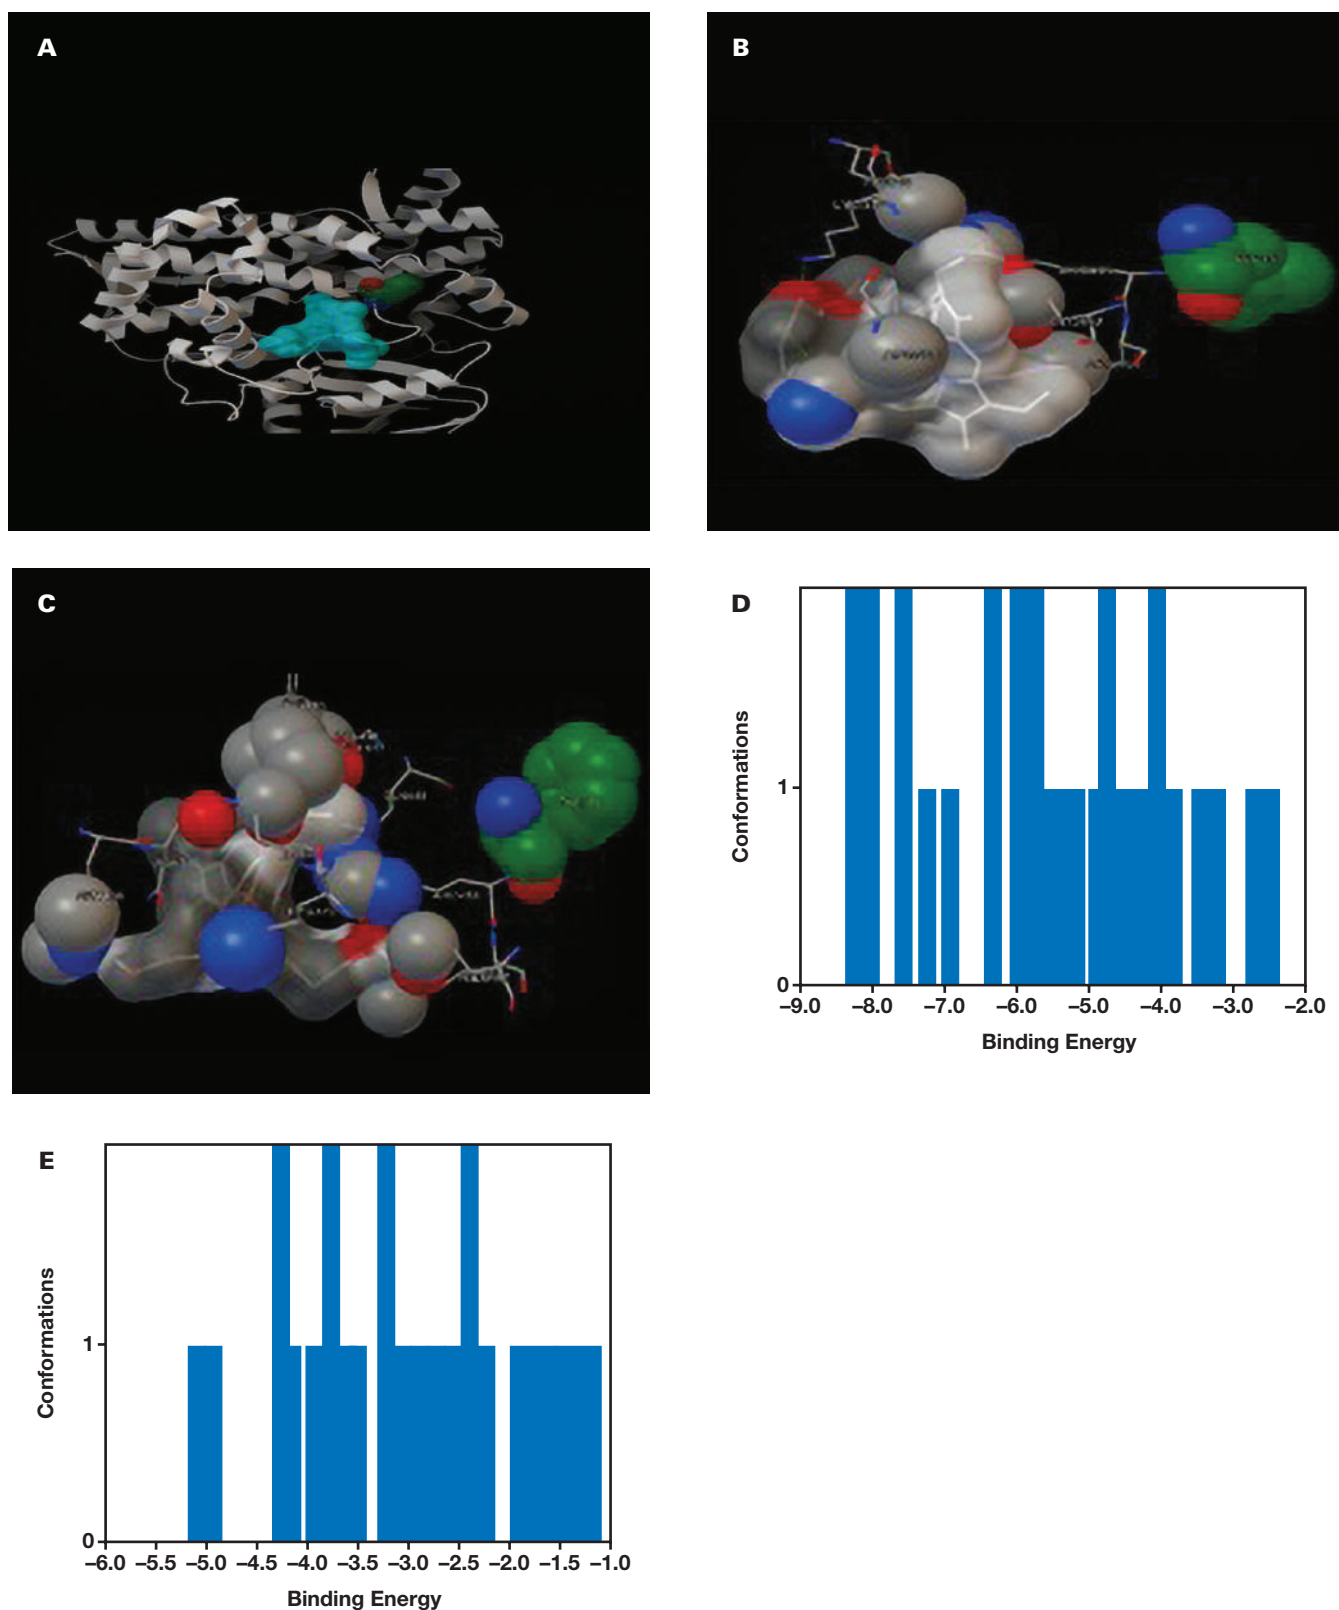 A
B
C
D
Conformations
1
0
–9.0 –8.0 –7.0 –6.0 –5.0 –4.0 –3.0 –2.0
Binding Energy
E
Conformations
1
0
–6.0 –5.5 –5.0 –4.5 –4.0 –3.5 –3.0 –2.5 –2.0 –1.5 –1.0
Binding Energy